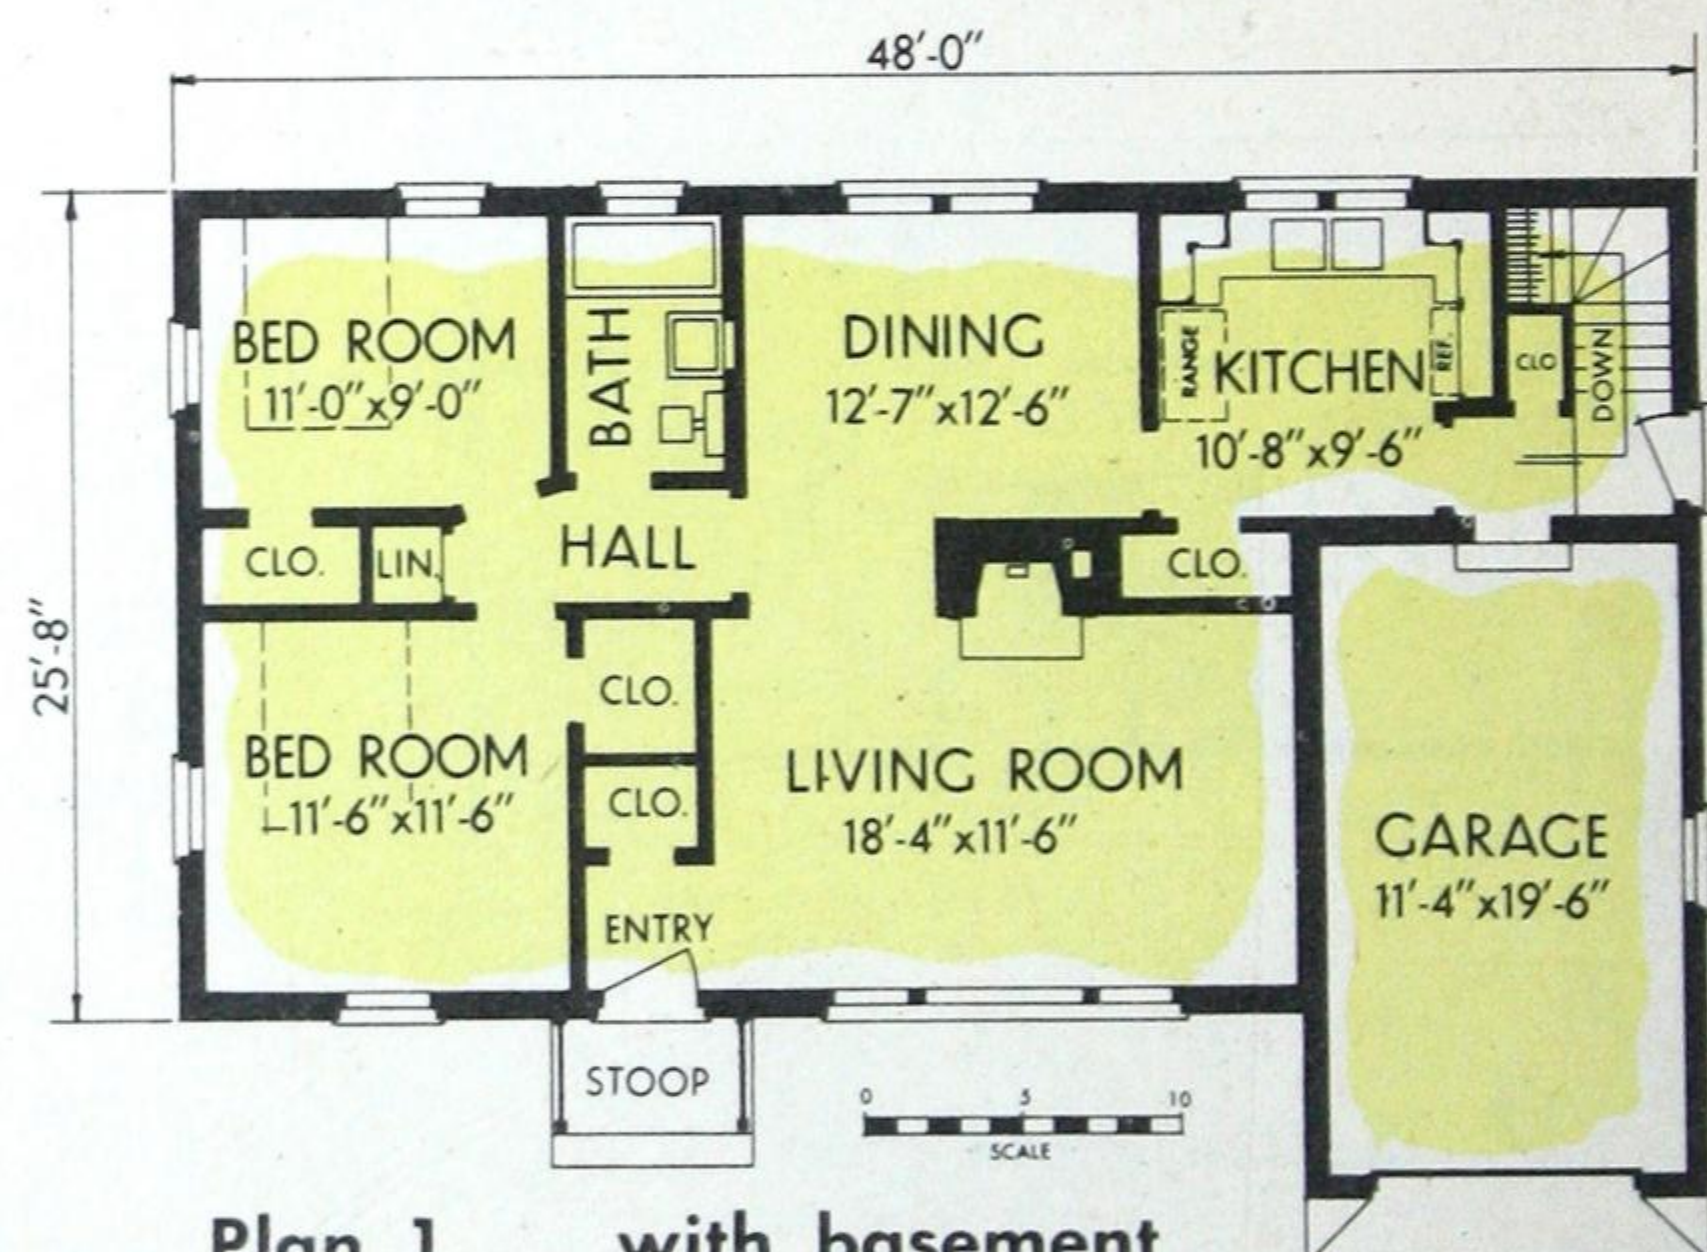 48′-0″
25′-8″
BED ROOM
11′-0″x9′-0″
BATH
DINING
12′-7″x12′-6″
RANGE
KITCHEN
REF.
10′-8″x9′-6″
CLO
DOWN
CLO.
LIN.
HALL
CLO.
CLO.
BED ROOM
11′-6″x11′-6″
CLO.
LIVING ROOM
18′-4″x11′-6″
ENTRY
GARAGE
11′-4″x19′-6″
STOOP
0 5 10
SCALE
Plan 1 with basement